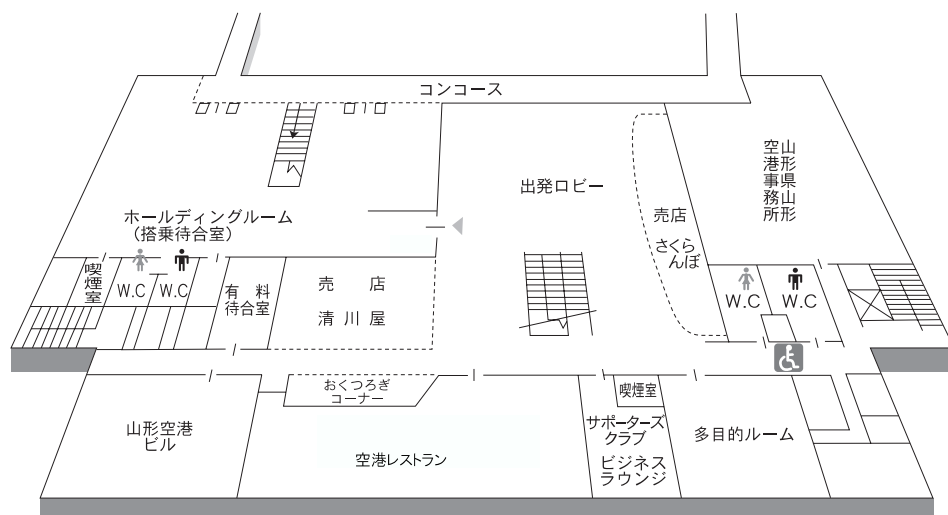 コンコース
山形県山形
空港事務所
出発ロビー
ホールディングルーム
（搭乗待合室）
売店
さくら
んぼ
喫煙室
W.C
W.C
有料
待合室
売　店
清川屋
W.C
W.C
おくつろぎ
コーナー
喫煙室
山形空港
ビル
空港レストラン
サポーターズ
クラブ
ビジネス
ラウンジ
多目的ルーム